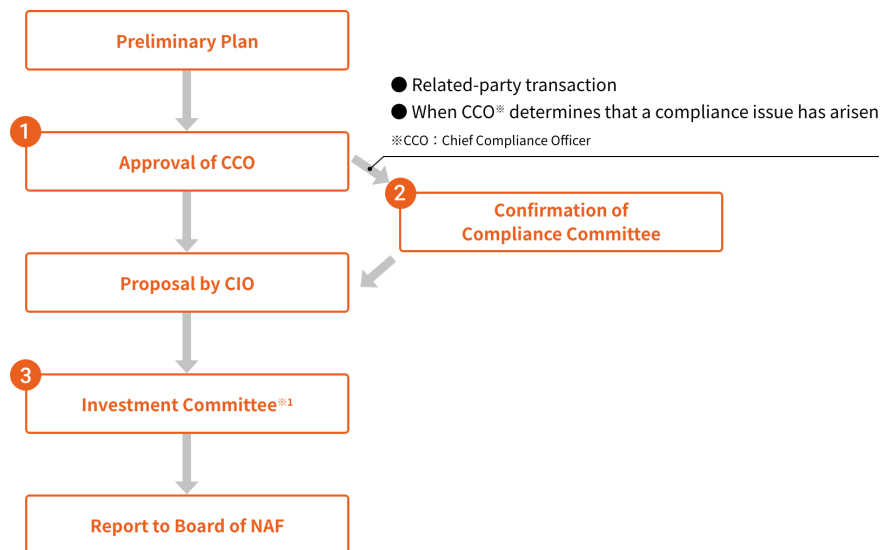 Preliminary Plan
● Related-party transaction
● When CCO※ determines that a compliance issue has arisen
※CCO：Chief Compliance Officer
1
Approval of CCO
2
Confirmation of
Compliance Committee
Proposal by CIO
3
Investment Committee※1
Report to Board of NAF